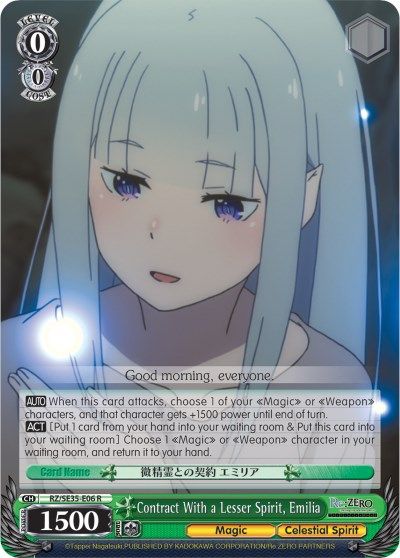 LEVEL
0
0
COST
Good morning, everyone.
AUTO When this card attacks, choose 1 of your «Magic» or «Weapon»
characters, and that character gets +1500 power until end of turn.
ACT [Put 1 card from your hand into your waiting room & Put this card into
your waiting room] Choose 1 «Magic» or «Weapon» character in your
waiting room, and return it to your hand.
Card Name 微精霊との契約 エミリア
CH RZ/SE35-E06 R
Contract With a Lesser Spirit, Emilia
Re:ZERO
POWER
1500
SOUL
Magic
Celestial Spirit
©Tappei Nagatsuki,PUBLISHED BY KADOKAWA CORPORATION/Re:ZERO PARTNERS